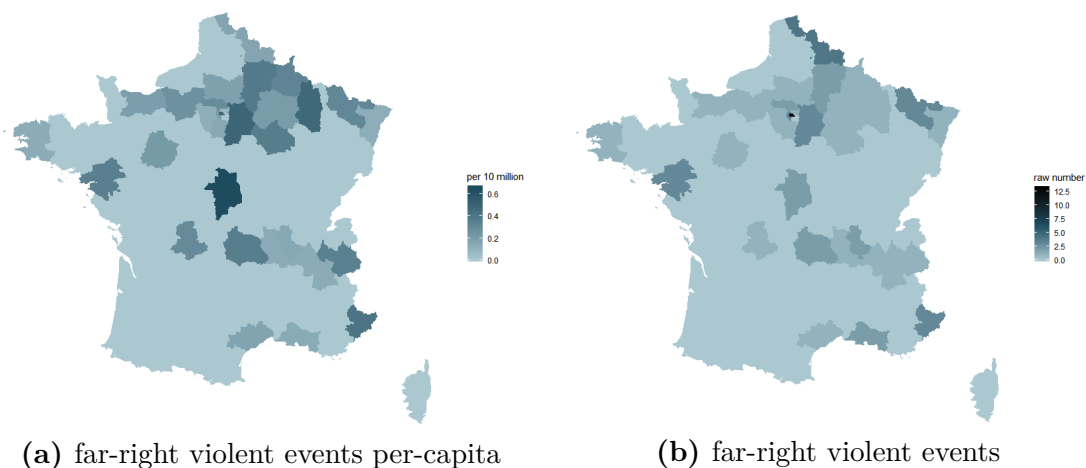 per 10 million
0.6
0.4
0.2
0.0
(a) far-right violent events per-capita
raw number
12.5
10.0
7.5
5.0
2.5
0.0
(b) far-right violent events